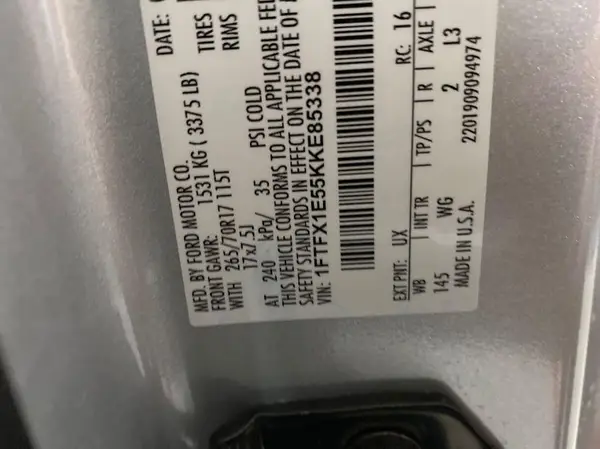 DATE:
MFD. BY FORD MOTOR CO.
FRONT GAWR: 1531 KG ( 3375 LB)
WITH 265/70R17 115T TIRES
17x7.5J RIMS
AT 240 kPa/ 35 PSI COLD
THIS VEHICLE CONFORMS TO ALL APPLICABLE FE
SAFETY STANDARDS IN EFFECT ON THE DATE OF
VIN: 1FTFX1E55KKE85338
EXT PNT: UX RC: 16
WB INT TR TP/PS R AXLE
145 WG 2 L3
MADE IN U.S.A. 2201909094974